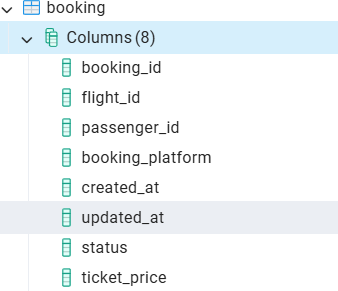 booking
Columns (8)
booking_id
flight_id
passenger_id
booking_platform
created_at
updated_at
status
ticket_price